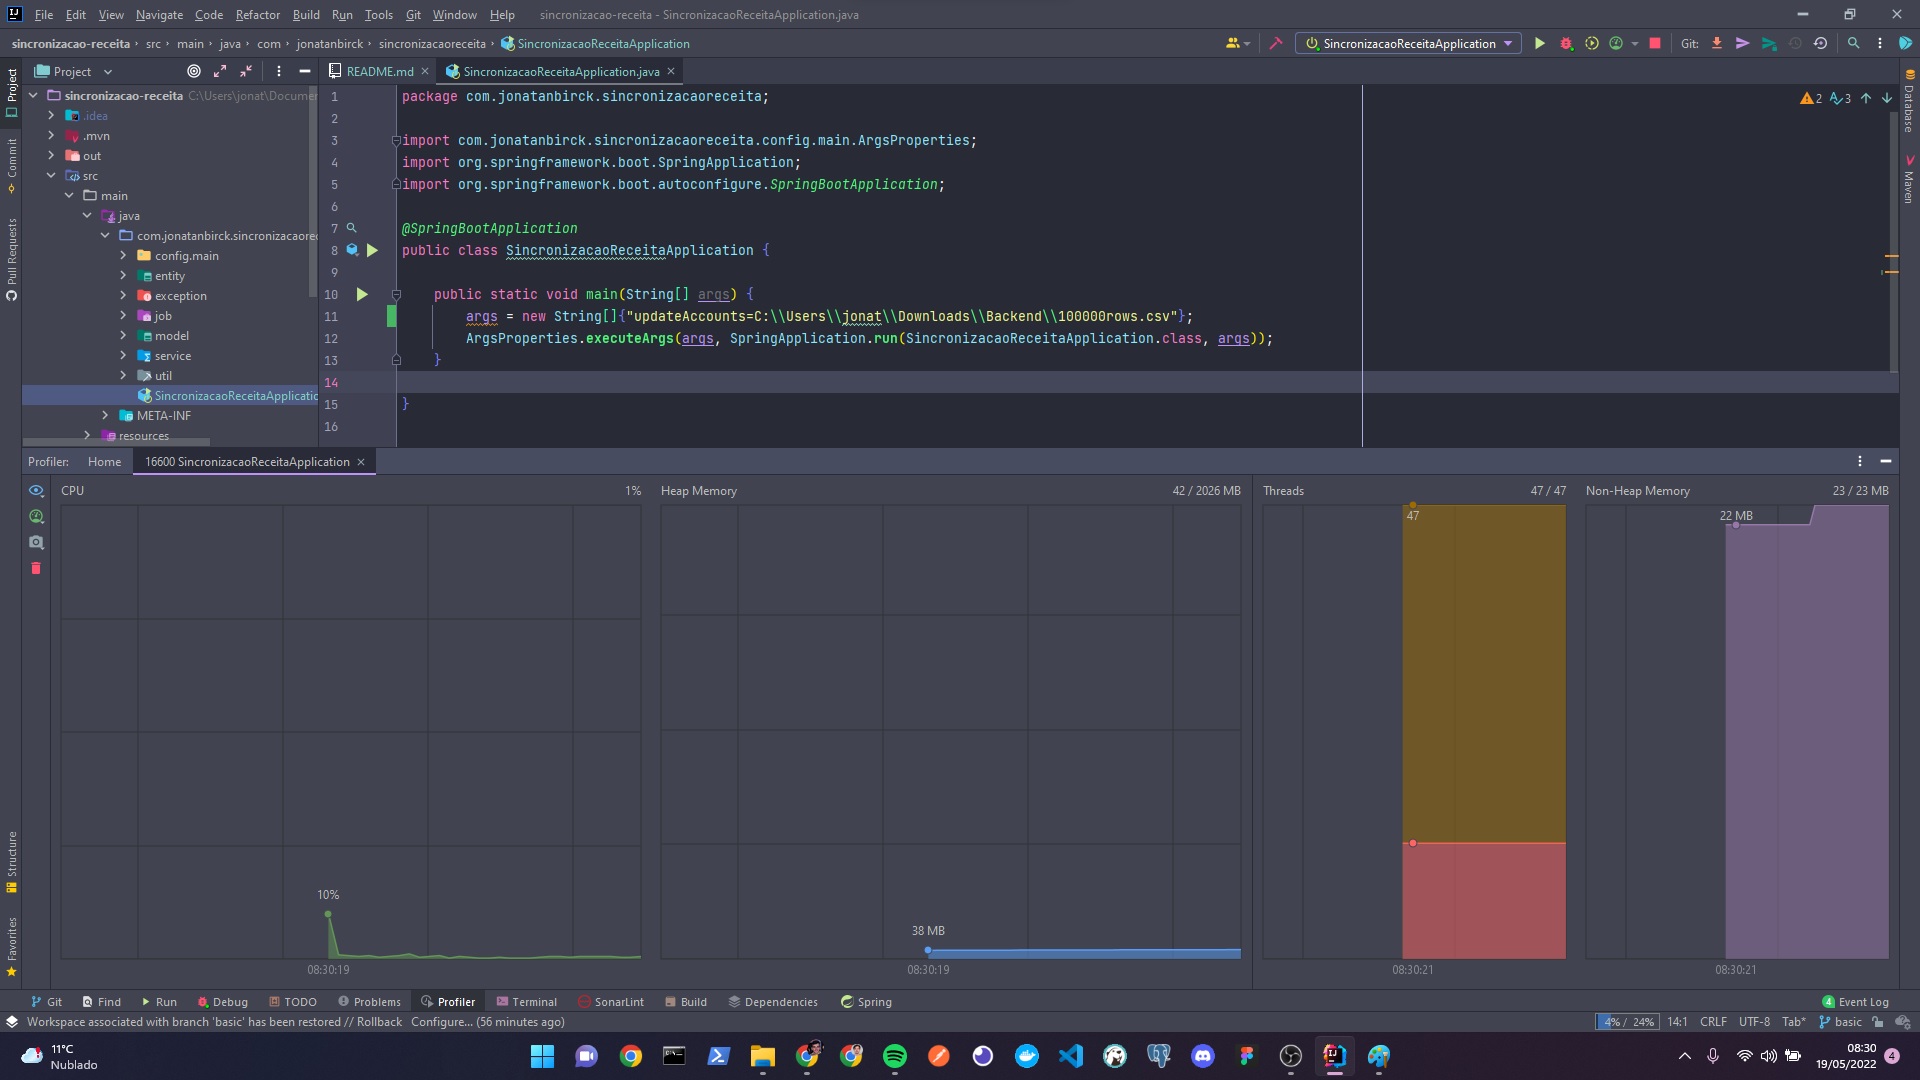 File Edit View Navigate Code Refactor Build Run Tools Git Window Help sincronizacao-receita - SincronizacaoReceitaApplication.java
sincronizacao-receita src main java com jonatanbirck sincronizacaoreceita SincronizacaoReceitaApplication
SincronizacaoReceitaApplication Git:
Project
README.md SincronizacaoReceitaApplication.java
Project
Commit
Pull Requests
Structure
Favorites
sincronizacao-receita C:\Users\jonat\Documen
.idea
.mvn
out
src
main
java
com.jonatanbirck.sincronizacaorec
config.main
entity
exception
job
model
service
util
SincronizacaoReceitaApplicatio
META-INF
resources
1 package com.jonatanbirck.sincronizacaoreceita;
2
3 import com.jonatanbirck.sincronizacaoreceita.config.main.ArgsProperties;
4 import org.springframework.boot.SpringApplication;
5 import org.springframework.boot.autoconfigure.SpringBootApplication;
6
7 @SpringBootApplication
8 public class SincronizacaoReceitaApplication {
9
10 public static void main(String[] args) {
11 args = new String[]{"updateAccounts=C:\\Users\\jonat\\Downloads\\Backend\\100000rows.csv"};
12 ArgsProperties.executeArgs(args, SpringApplication.run(SincronizacaoReceitaApplication.class, args));
13 }
14
15 }
16
2 3
Database
Maven
Profiler: Home 16600 SincronizacaoReceitaApplication
CPU 1%
10%
08:30:19
Heap Memory 42 / 2026 MB
38 MB
08:30:19
Threads 47 / 47
47
08:30:21
Non-Heap Memory 23 / 23 MB
22 MB
08:30:21
Git Find Run Debug TODO Problems Profiler Terminal SonarLint Build Dependencies Spring 4 Event Log
Workspace associated with branch 'basic' has been restored // Rollback Configure... (56 minutes ago) 4% / 24% 14:1 CRLF UTF-8 Tab* basic
11°C
Nublado
08:30
19/05/2022
4